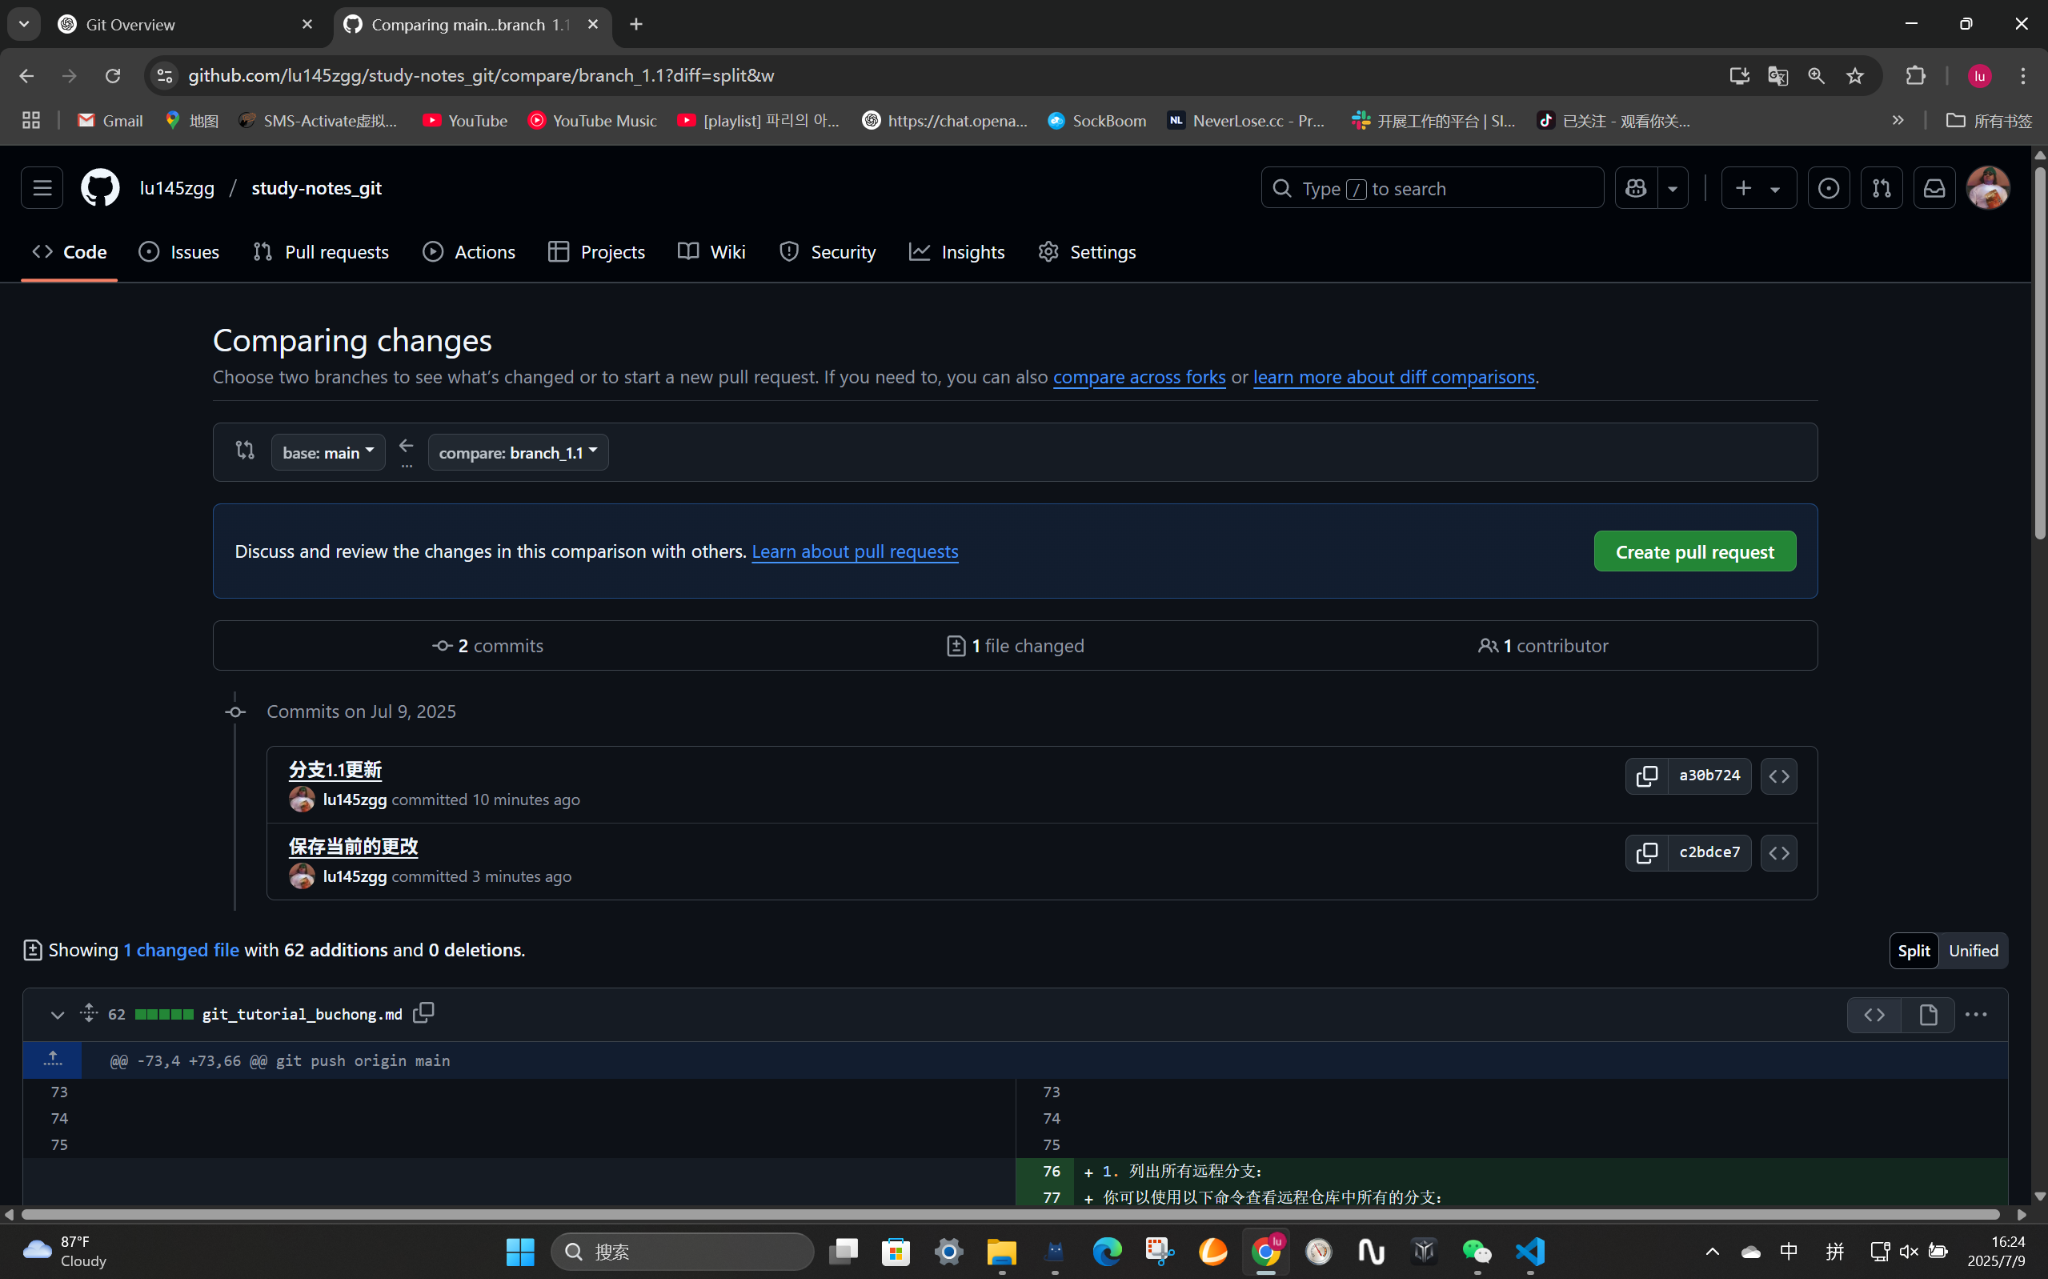 Git Overview
Comparing main...branch_1.1
github.com/lu145zgg/study-notes_git/compare/branch_1.1?diff=split&w
lu
Gmail
地图
SMS-Activate虚拟...
YouTube
YouTube Music
[playlist] 파리의 아...
https://chat.opena...
SockBoom
NL
NeverLose.cc - Pr...
开展工作的平台 | Sl...
已关注 - 观看你关...
»
所有书签
lu145zgg / study-notes_git
Type / to search
Code
Issues
Pull requests
Actions
Projects
Wiki
Security
Insights
Settings
Comparing changes
Choose two branches to see what's changed or to start a new pull request. If you need to, you can also compare across forks or learn more about diff comparisons.
base: main
...
compare: branch_1.1
Discuss and review the changes in this comparison with others. Learn about pull requests
Create pull request
2 commits
1 file changed
1 contributor
Commits on Jul 9, 2025
分支1.1更新
a30b724
lu145zgg committed 10 minutes ago
保存当前的更改
c2bdce7
lu145zgg committed 3 minutes ago
Showing 1 changed file with 62 additions and 0 deletions.
Split
Unified
62
git_tutorial_buchong.md
@@ -73,4 +73,66 @@ git push origin main
73 73
74 74
75 75
76 + 1. 列出所有远程分支：
77 + 你可以使用以下命令查看远程仓库中所有的分支：
87°F
Cloudy
搜索
lu
中
拼
16:24
2025/7/9